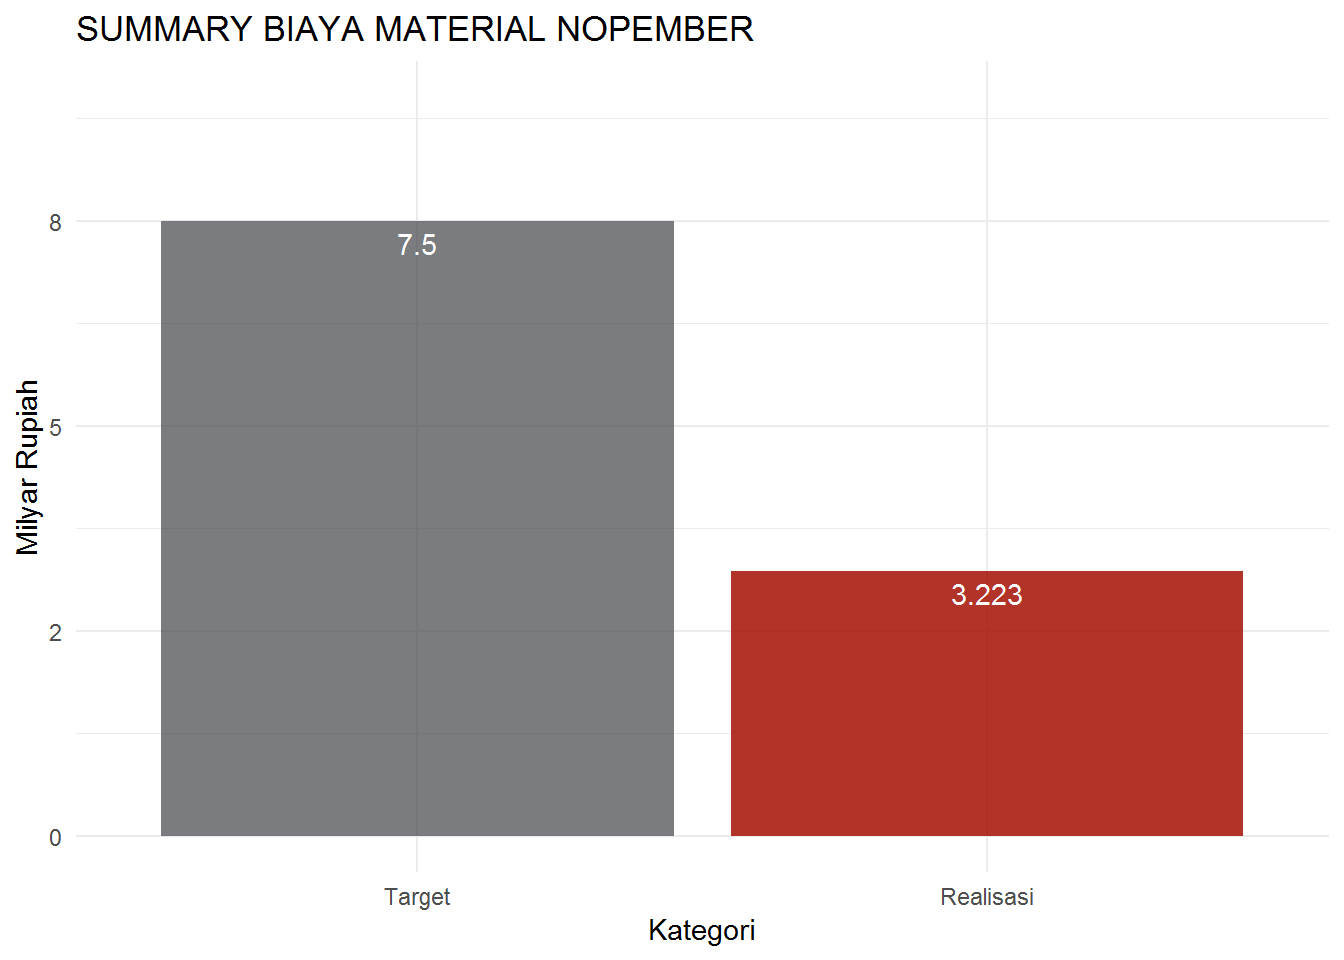 SUMMARY BIAYA MATERIAL NOPEMBER
Milyar Rupiah
8
5
2
0
7.5
3.223
Target
Realisasi
Kategori